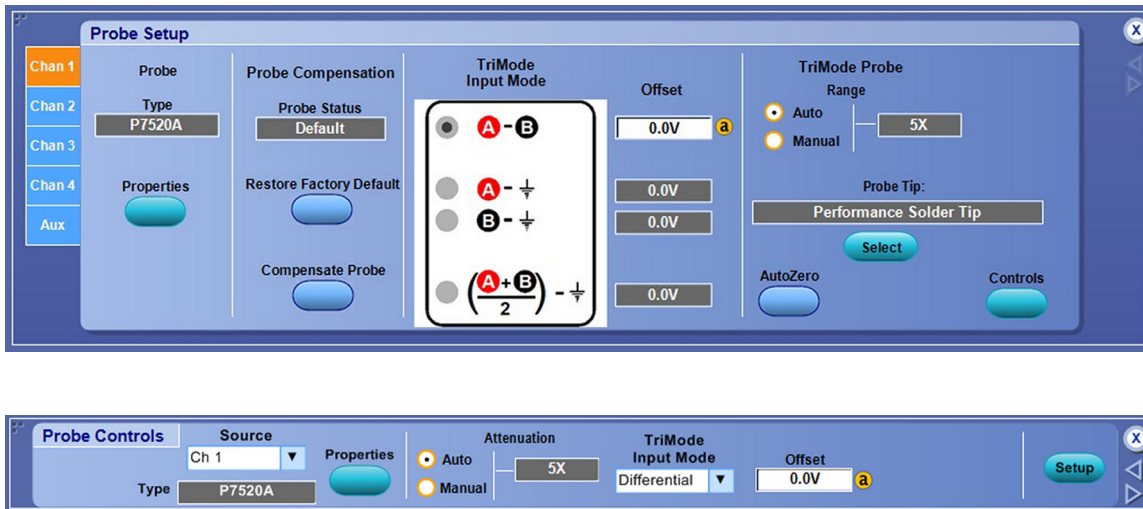 Probe Setup
Chan 1
Chan 2
Chan 3
Chan 4
Aux
Probe
Type
P7520A
Properties
Probe Compensation
Probe Status
Default
Restore Factory Default
Compensate Probe
TriMode
Input Mode
A - B
A - ⏚
B - ⏚
(A+B / 2) - ⏚
Offset
0.0V a
0.0V
0.0V
0.0V
TriMode Probe
Range
Auto
Manual
5X
Probe Tip:
Performance Solder Tip
Select
AutoZero
Controls
X
Probe Controls
Source
Ch 1
Type P7520A
Properties
Attenuation
Auto
Manual
5X
TriMode
Input Mode
Differential
Offset
0.0V a
Setup
X